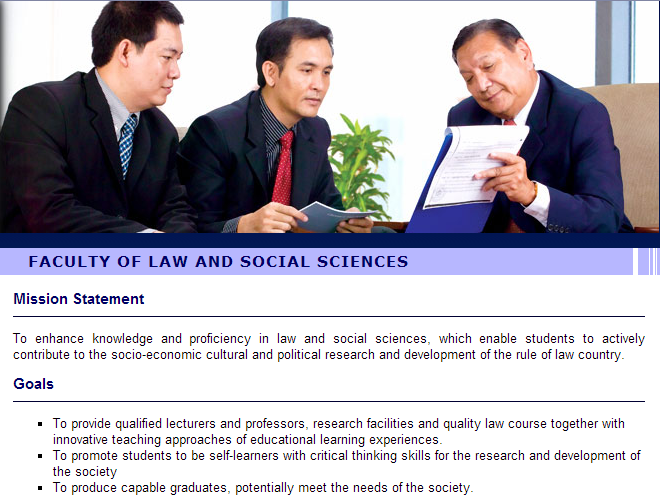 FACULTY OF LAW AND SOCIAL SCIENCES
Mission Statement
To enhance knowledge and proficiency in law and social sciences, which enable students to actively
contribute to the socio-economic cultural and political research and development of the rule of law country.
Goals
To provide qualified lecturers and professors, research facilities and quality law course together with
innovative teaching approaches of educational learning experiences.
To promote students to be self-learners with critical thinking skills for the research and development of
the society
To produce capable graduates, potentially meet the needs of the society.